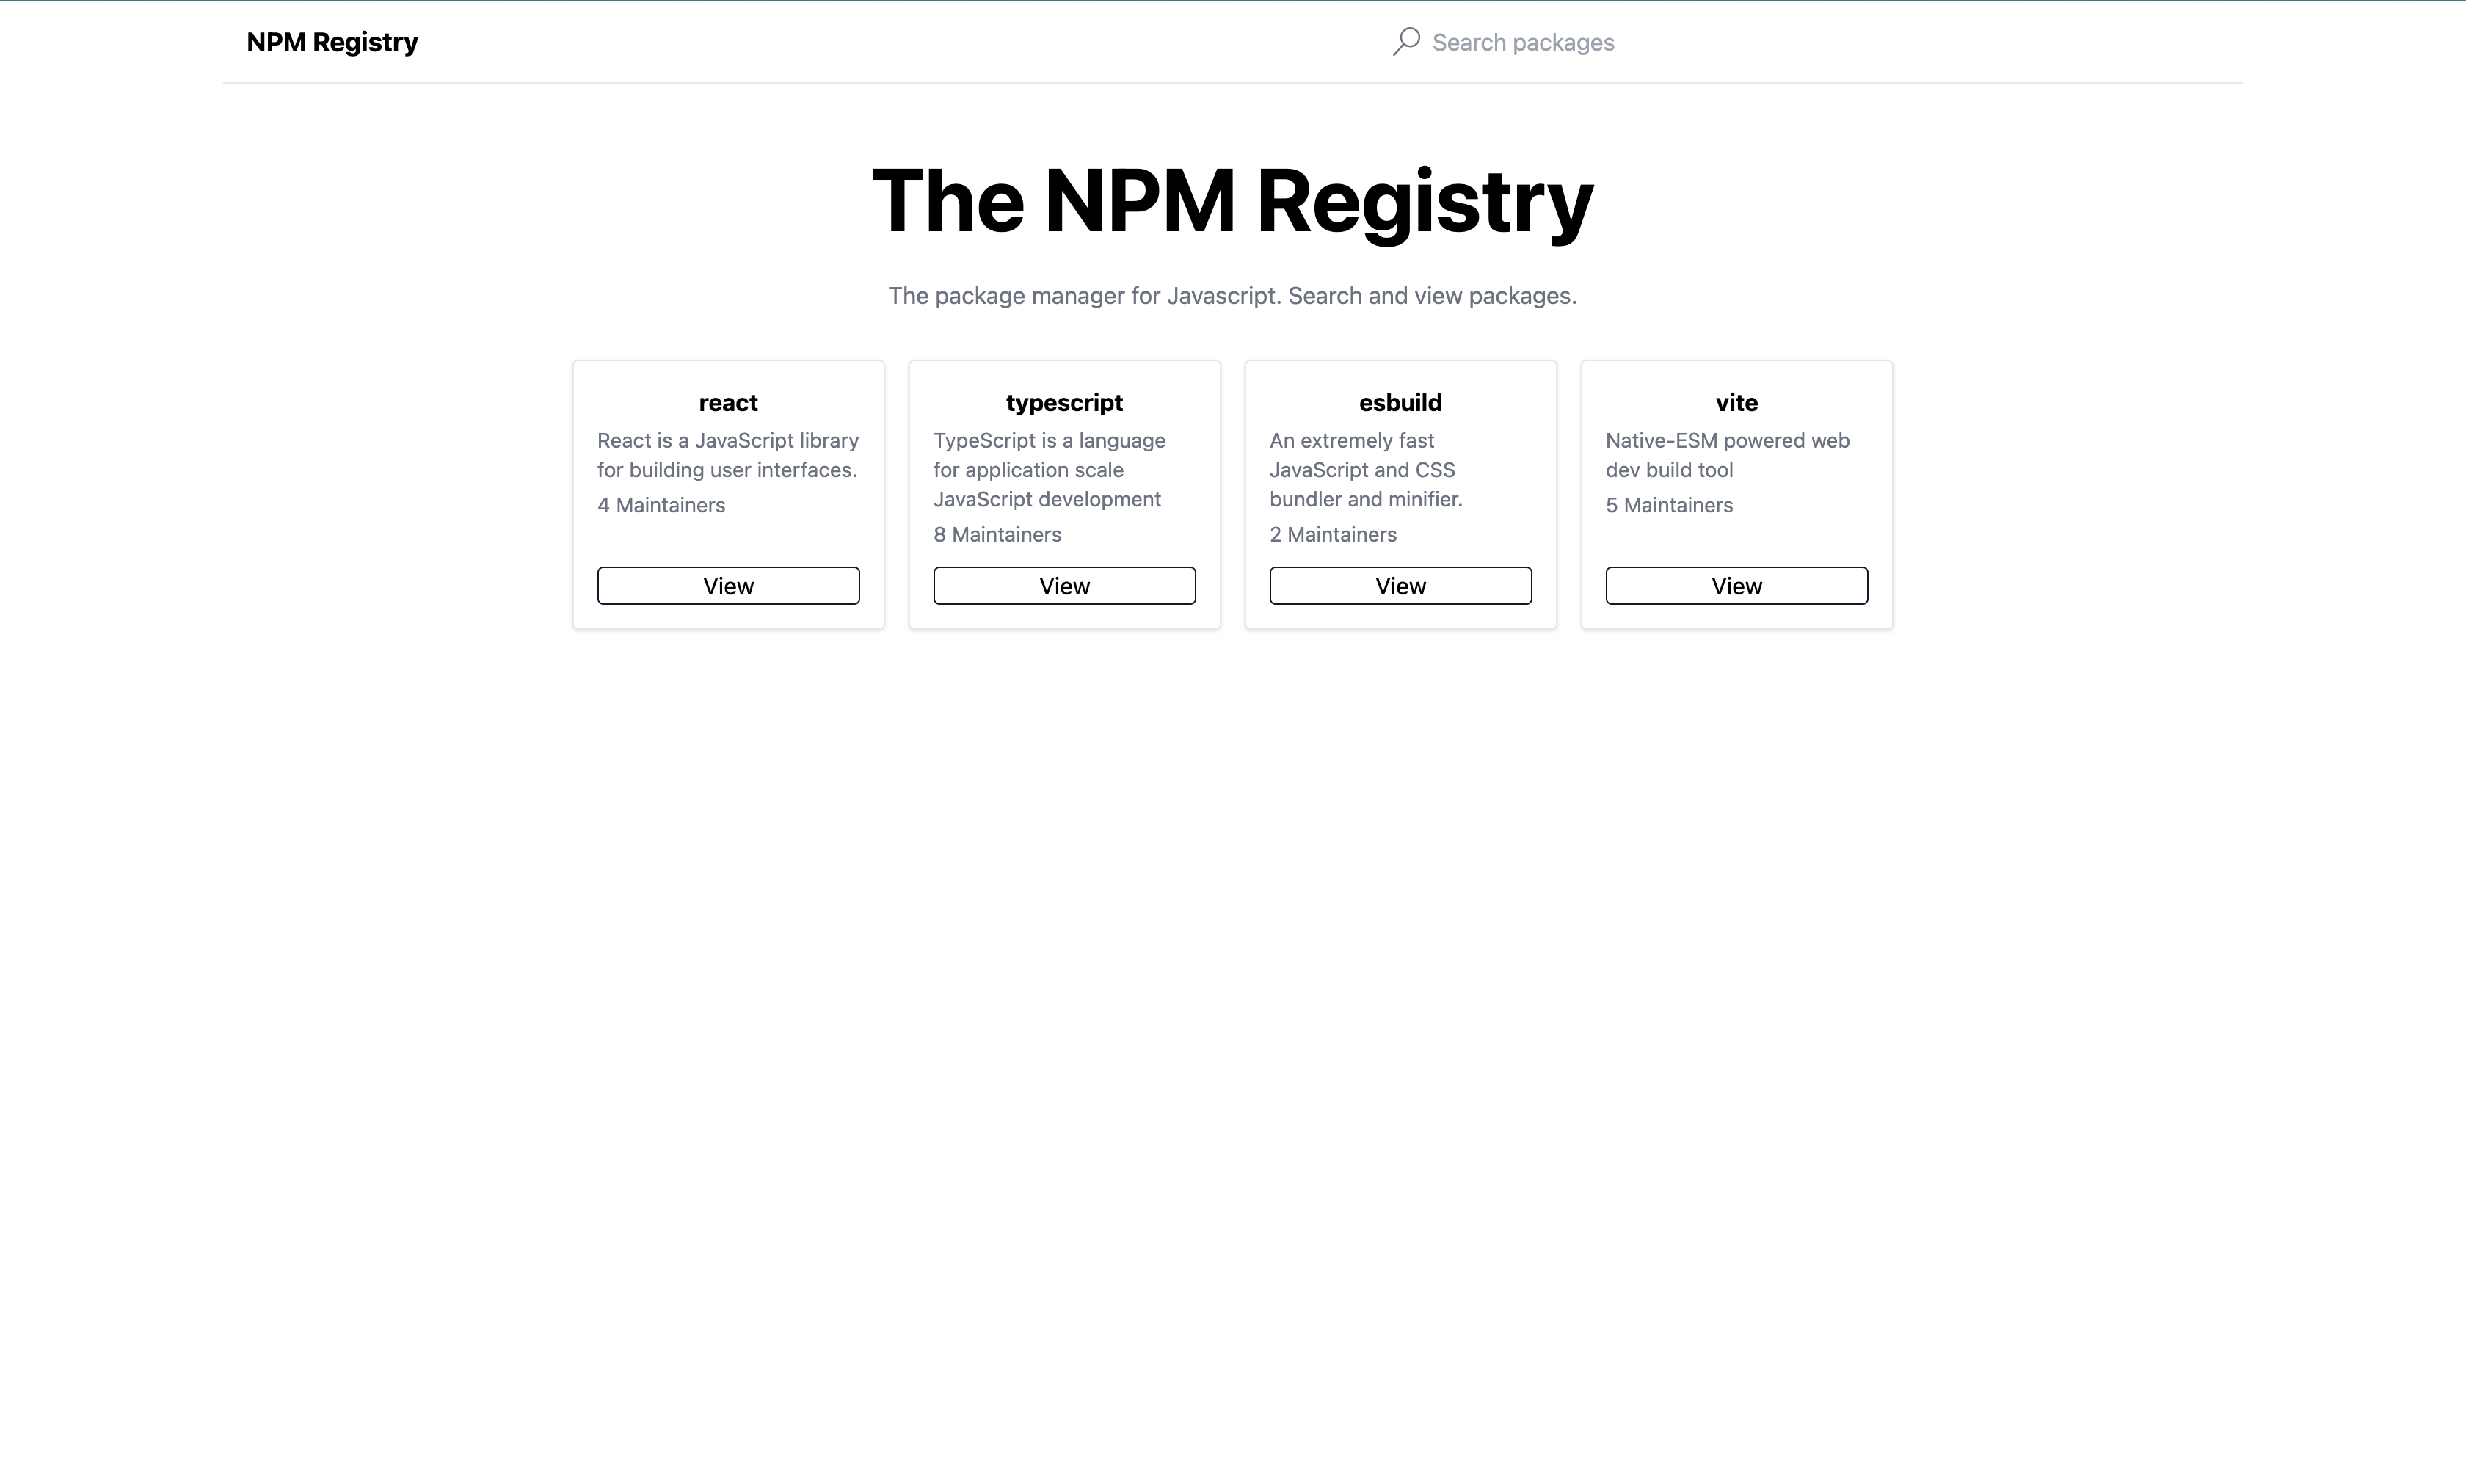 NPM Registry
Search packages
The NPM Registry
The package manager for Javascript. Search and view packages.
react
React is a JavaScript library
for building user interfaces.
4 Maintainers
View
typescript
TypeScript is a language
for application scale
JavaScript development
8 Maintainers
View
esbuild
An extremely fast
JavaScript and CSS
bundler and minifier.
2 Maintainers
View
vite
Native-ESM powered web
dev build tool
5 Maintainers
View